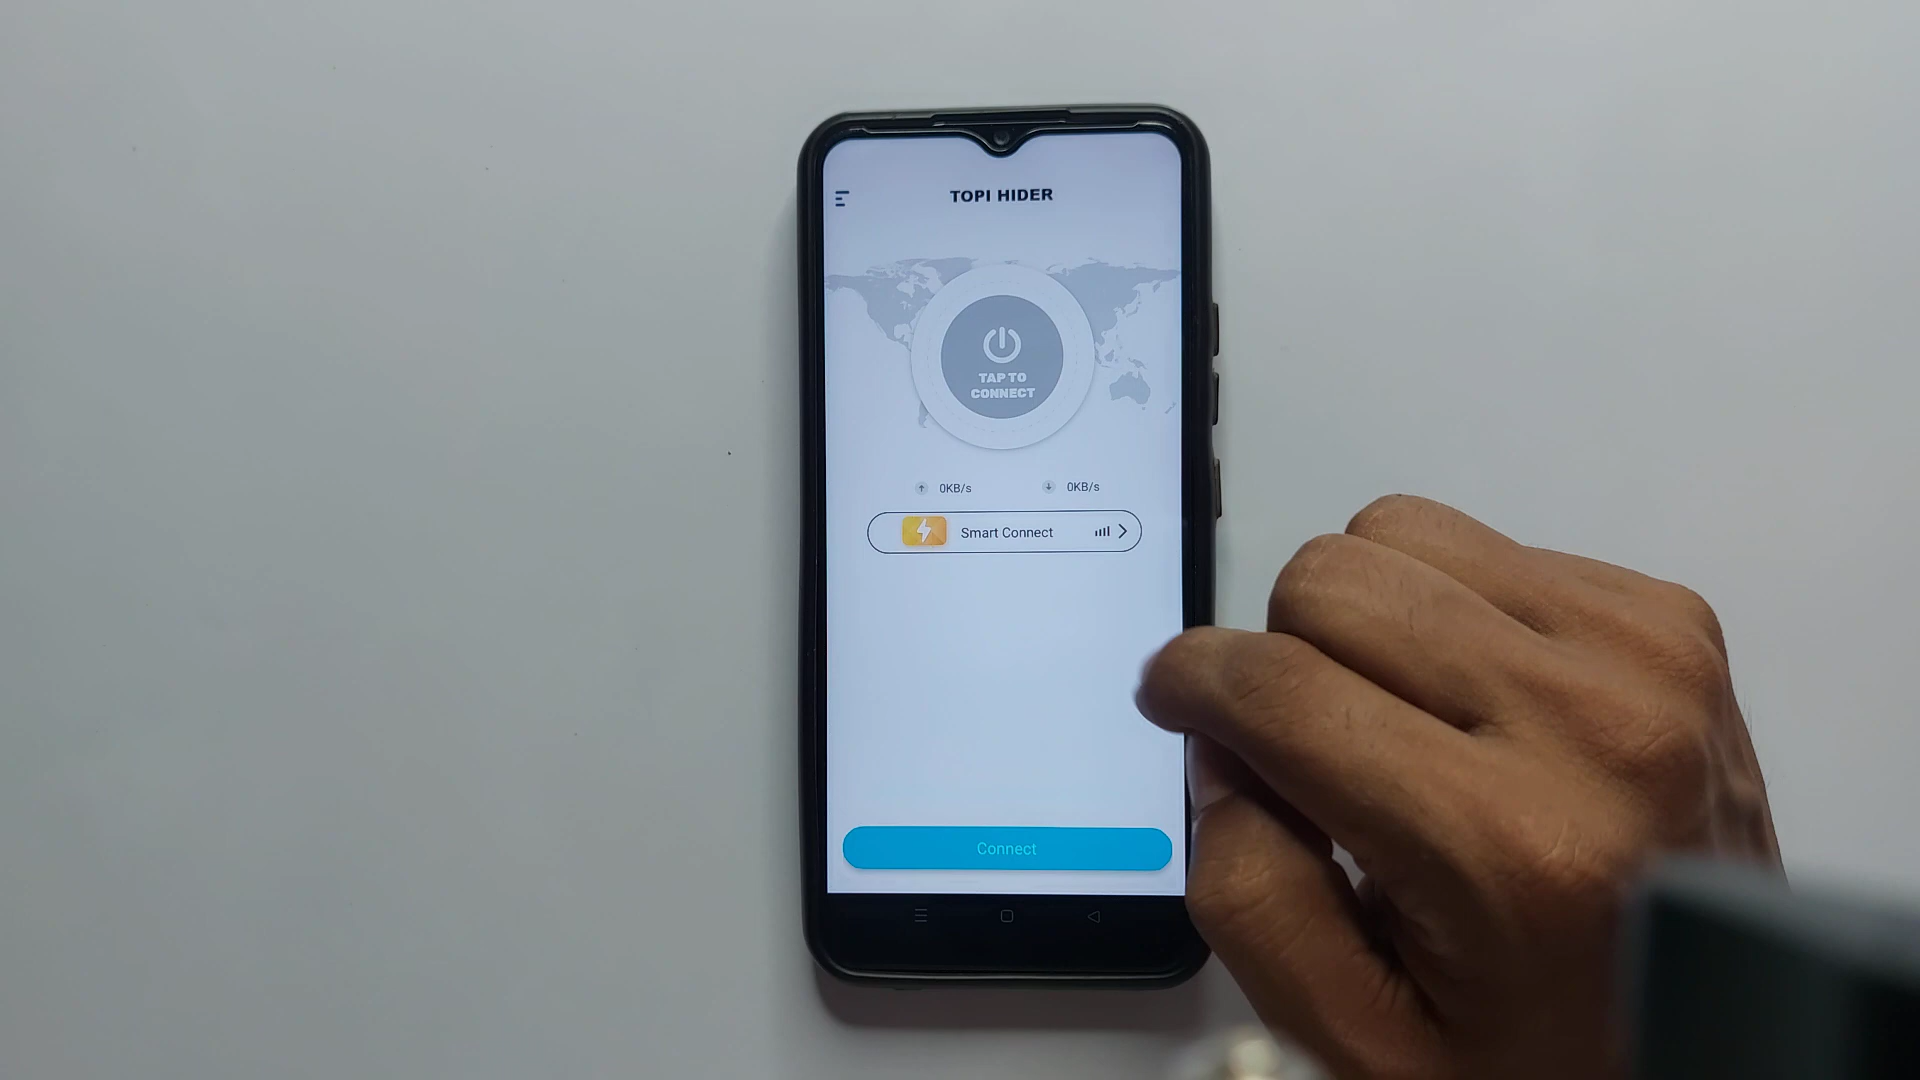 TOPI HIDER
TAP TO
CONNECT
0KB/s
0KB/s
Smart Connect
Connect